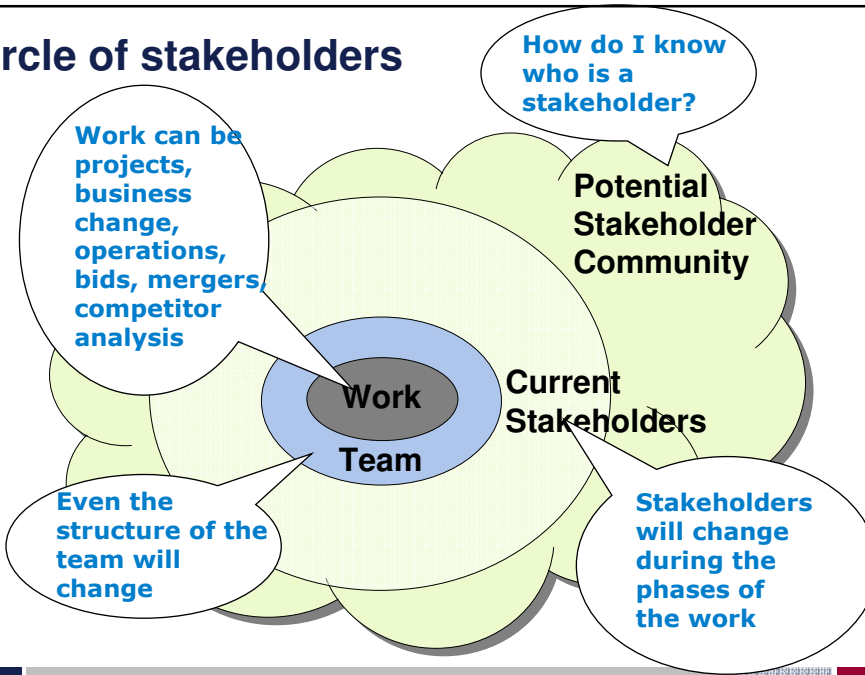 rcle of stakeholders
How do I know
who is a
stakeholder?
Work can be
projects,
business
change,
operations,
bids, mergers,
competitor
analysis
Potential
Stakeholder
Community
Current
Stakeholders
Work
Team
Even the
structure of the
team will
change
Stakeholders
will change
during the
phases of
the work